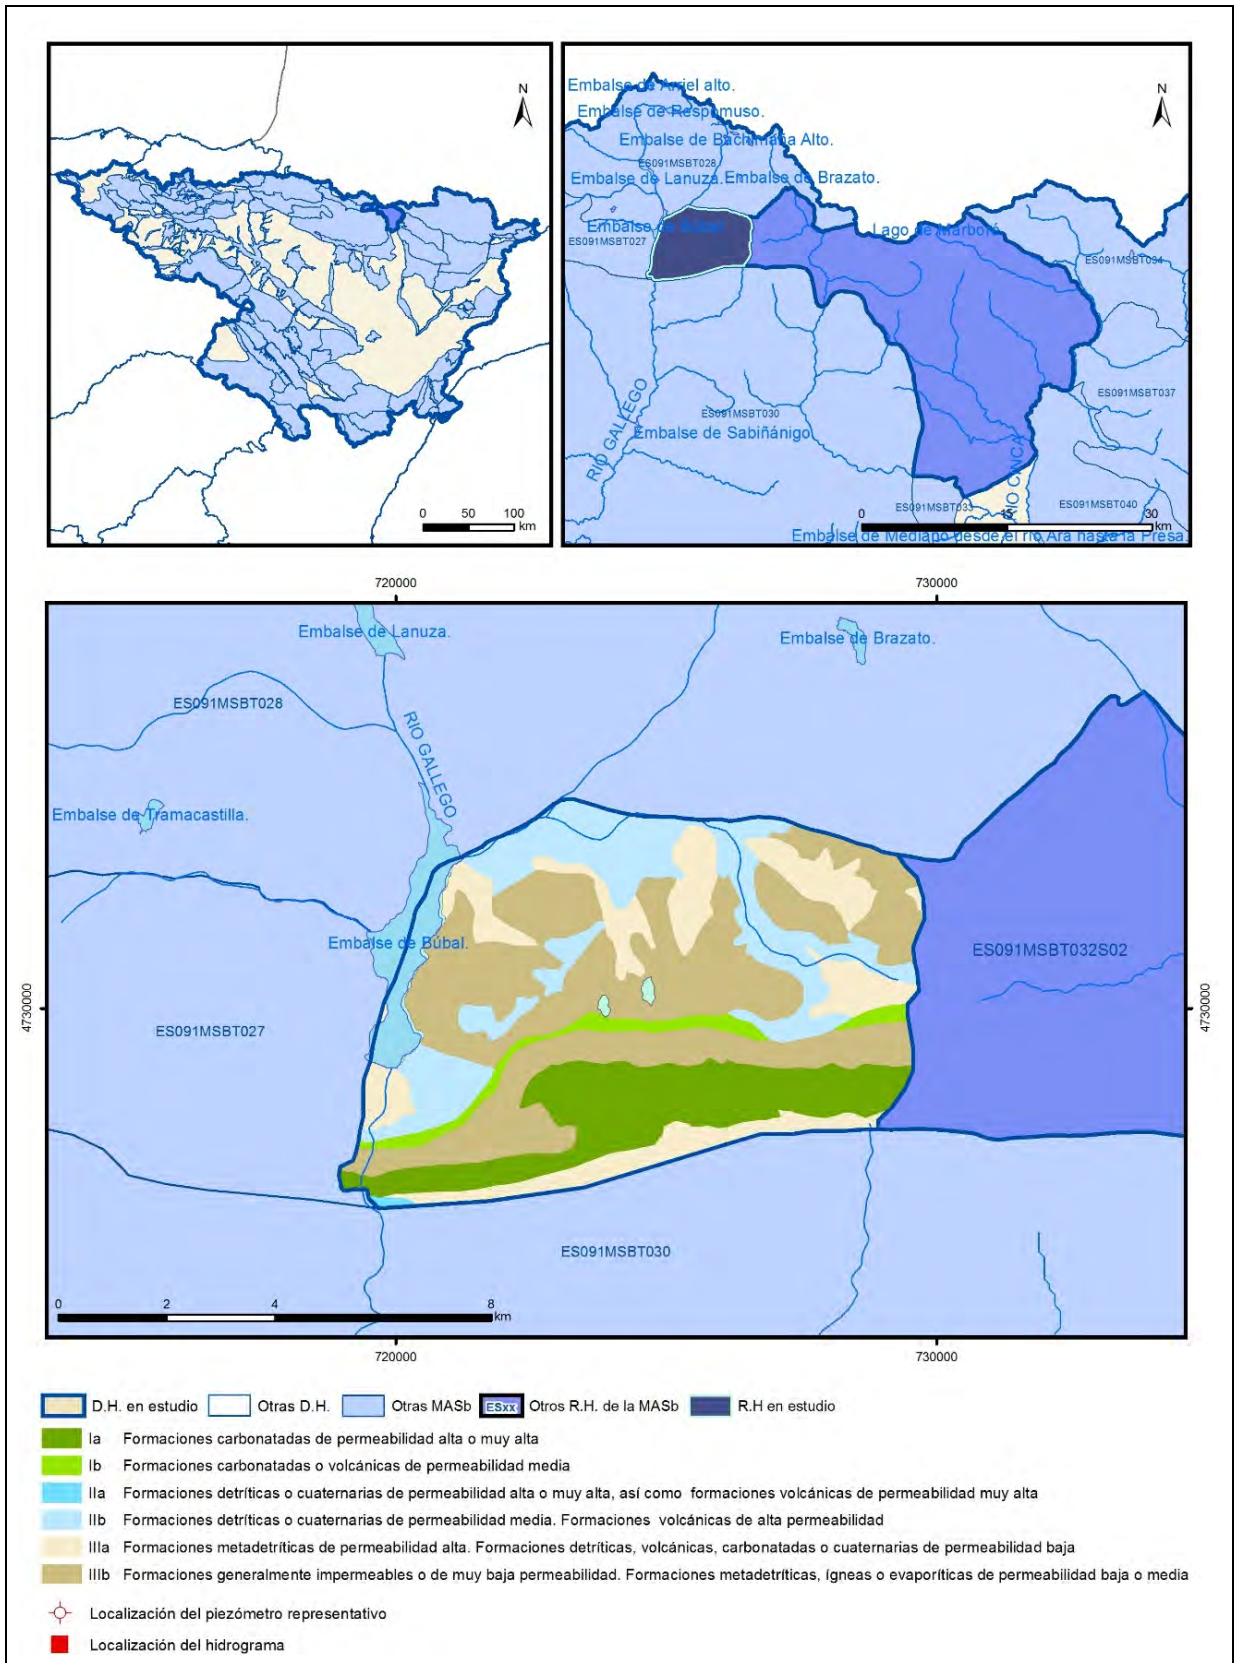 N
0 50 100
km
N
Embalse de Arriel alto.
Embalse de Respomuso.
Embalse de Bachimaña Alto.
ES091MSBT028
Embalse de Lanuza.
Embalse de Brazato.
Embalse de Búbal.
ES091MSBT027
Lago de Marboré
ES091MSBT034
ES091MSBT037
ES091MSBT030
RIO GALLEGO
Embalse de Sabiñánigo
RIO CINCA
ES091MSBT033
ES091MSBT040
0 15 30
km
Embalse de Mediano desde el río Ara hasta la Presa.
720000 730000
Embalse de Lanuza.
Embalse de Brazato.
ES091MSBT028
RIO GALLEGO
Embalse de Tramacastilla.
Embalse de Búbal.
ES091MSBT032S02
4730000
4730000
ES091MSBT027
ES091MSBT030
0 2 4 8
km
720000 730000
D.H. en estudio
Otras D.H.
Otras MASb
ESxx
Otros R.H. de la MASb
R.H en estudio
Ia Formaciones carbonatadas de permeabilidad alta o muy alta
Ib Formaciones carbonatadas o volcánicas de permeabilidad media
IIa Formaciones detríticas o cuaternarias de permeabilidad alta o muy alta, así como formaciones volcánicas de permeabilidad muy alta
IIb Formaciones detríticas o cuaternarias de permeabilidad media. Formaciones volcánicas de alta permeabilidad
IIIa Formaciones metadetríticas de permeabilidad alta. Formaciones detríticas, volcánicas, carbonatadas o cuaternarias de permeabilidad baja
IIIb Formaciones generalmente impermeables o de muy baja permeabilidad. Formaciones metadetríticas, ígneas o evaporíticas de permeabilidad baja o media
Localización del piezómetro representativo
Localización del hidrograma